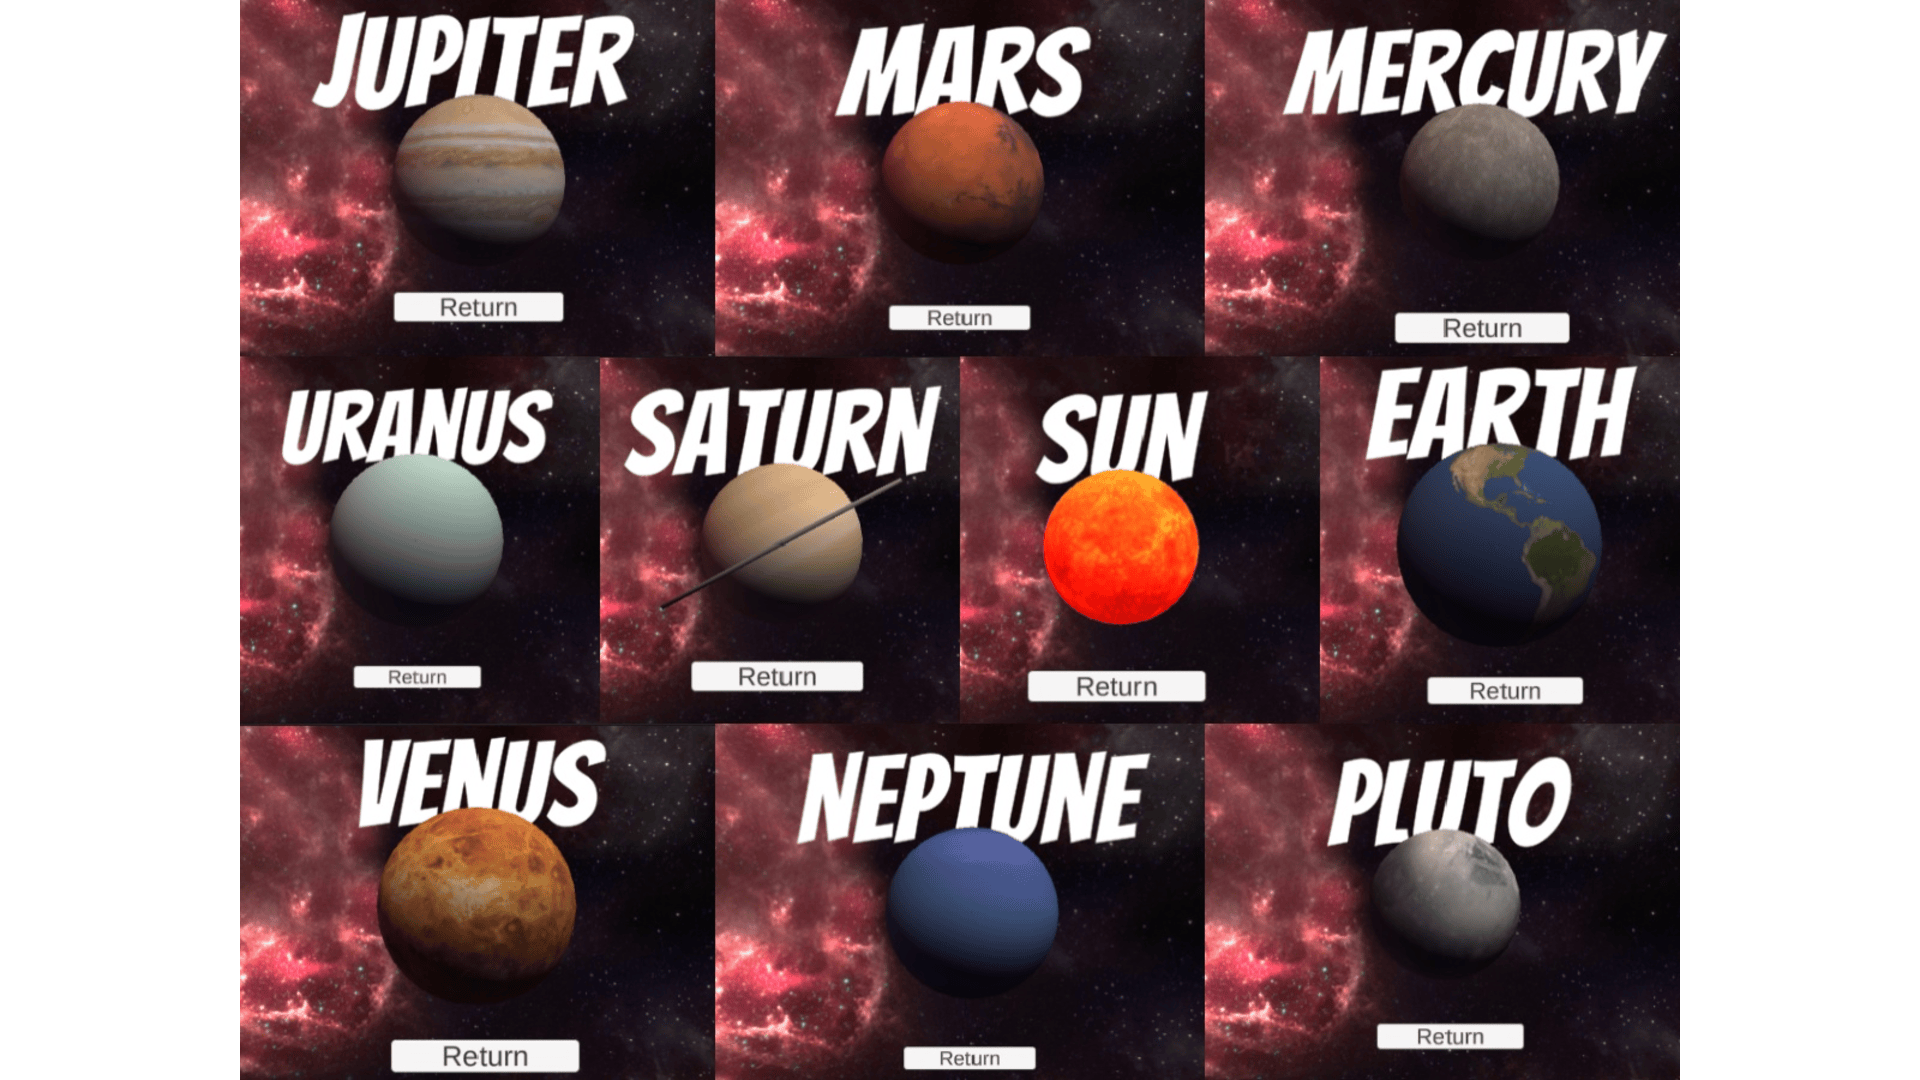 JUPITER
Return
MARS
Return
MERCURY
Return
URANUS
Return
SATURN
Return
SUN
Return
EARTH
Return
VENUS
Return
NEPTUNE
Return
PLUTO
Return